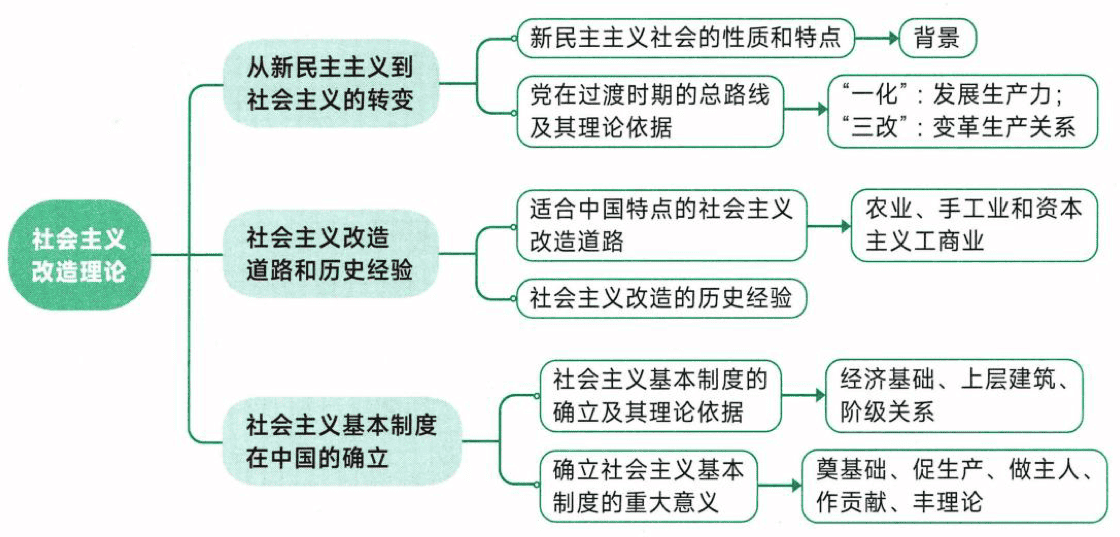 社会主义
改造理论
从新民主主义到
社会主义的转变
新民主主义社会的性质和特点
背景
党在过渡时期的总路线
及其理论依据
“一化”：发展生产力；
“三改”：变革生产关系
社会主义改造
道路和历史经验
适合中国特点的社会主义
改造道路
农业、手工业和资本
主义工商业
社会主义改造的历史经验
社会主义基本制度
在中国的确立
社会主义基本制度的
确立及其理论依据
经济基础、上层建筑、
阶级关系
确立社会主义基本
制度的重大意义
奠基础、促生产、做主人、
作贡献、丰理论